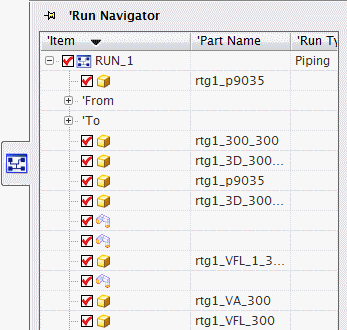 'Run Navigator
'Item 'Part Name 'Run Ty
RUN_1 Piping
rtg1_p9035
'From
'To
rtg1_300_300
rtg1_3D_300...
rtg1_p9035
rtg1_3D_300...
rtg1_VFL_1_3...
rtg1_VA_300
rtg1_VFL_300